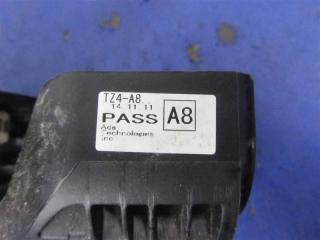 TZ4-A8
14 11 11
PASS A8
Ada
Technologies
inc